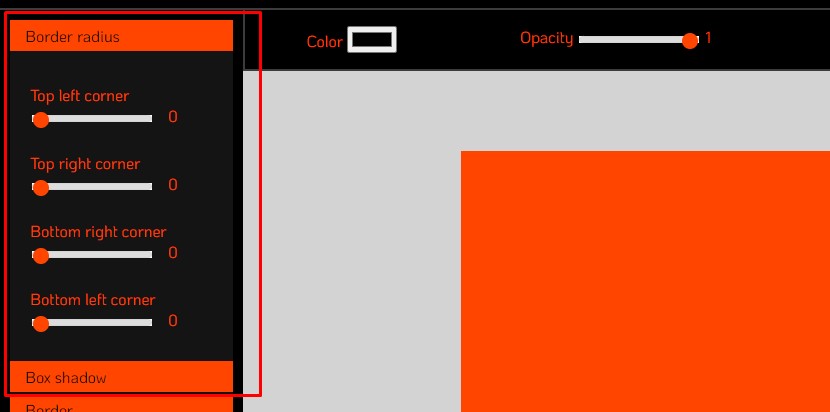 Border radius
Color
Opacity 1
Top left corner
0
Top right corner
0
Bottom right corner
0
Bottom left corner
0
Box shadow
Border